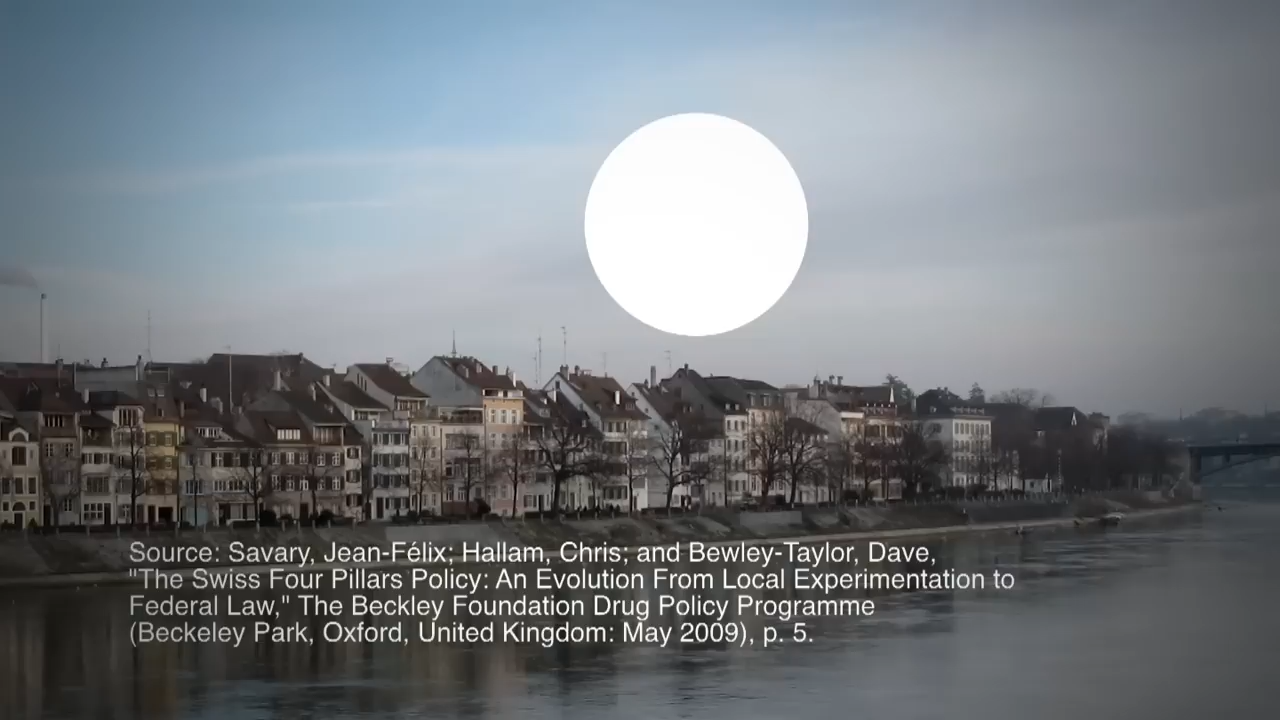 Source: Savary, Jean-Félix; Hallam, Chris; and Bewley-Taylor, Dave,
"The Swiss Four Pillars Policy: An Evolution From Local Experimentation to
Federal Law," The Beckley Foundation Drug Policy Programme
(Beckeley Park, Oxford, United Kingdom: May 2009), p. 5.